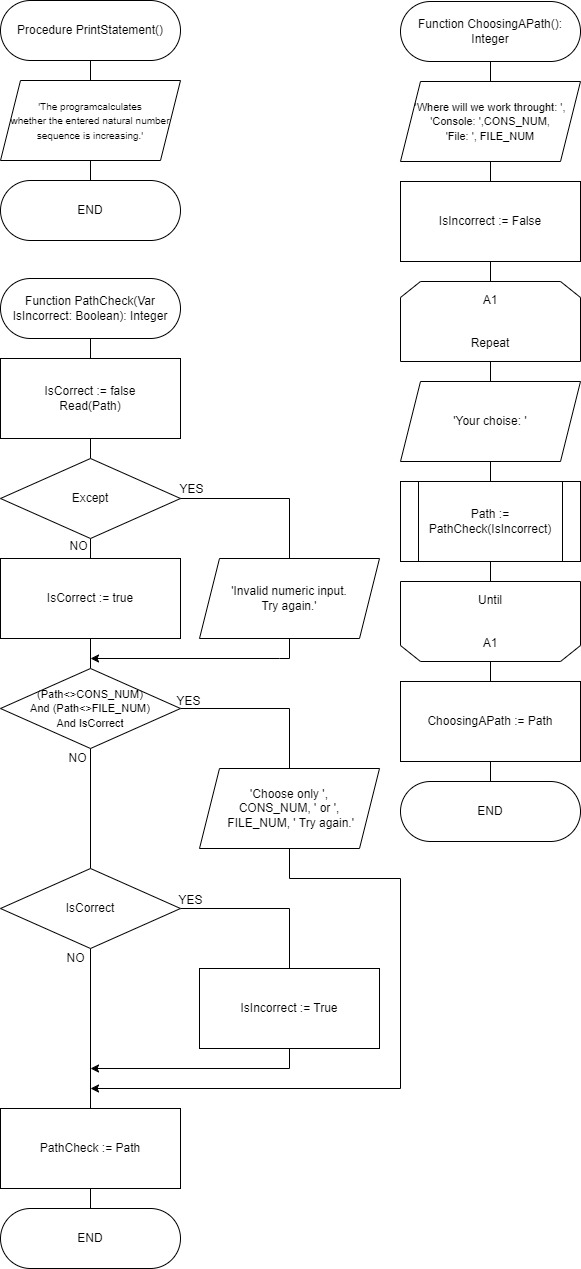 Procedure PrintStatement()
'The programcalculates
whether the entered natural number
sequence is increasing.'
END
Function PathCheck(Var
IsIncorrect: Boolean): Integer
IsCorrect := false
Read(Path)
Except
YES
NO
IsCorrect := true
'Invalid numeric input.
Try again.'
(Path<>CONS_NUM)
And (Path<>FILE_NUM)
And IsCorrect
YES
NO
'Choose only ',
CONS_NUM, ' or ',
FILE_NUM, ' Try again.'
IsCorrect
YES
NO
IsIncorrect := True
PathCheck := Path
END
Function ChoosingAPath():
Integer
'Where will we work throught: ',
'Console: ',CONS_NUM,
'File: ', FILE_NUM
IsIncorrect := False
A1
Repeat
'Your choise: '
Path :=
PathCheck(IsIncorrect)
Until
A1
ChoosingAPath := Path
END